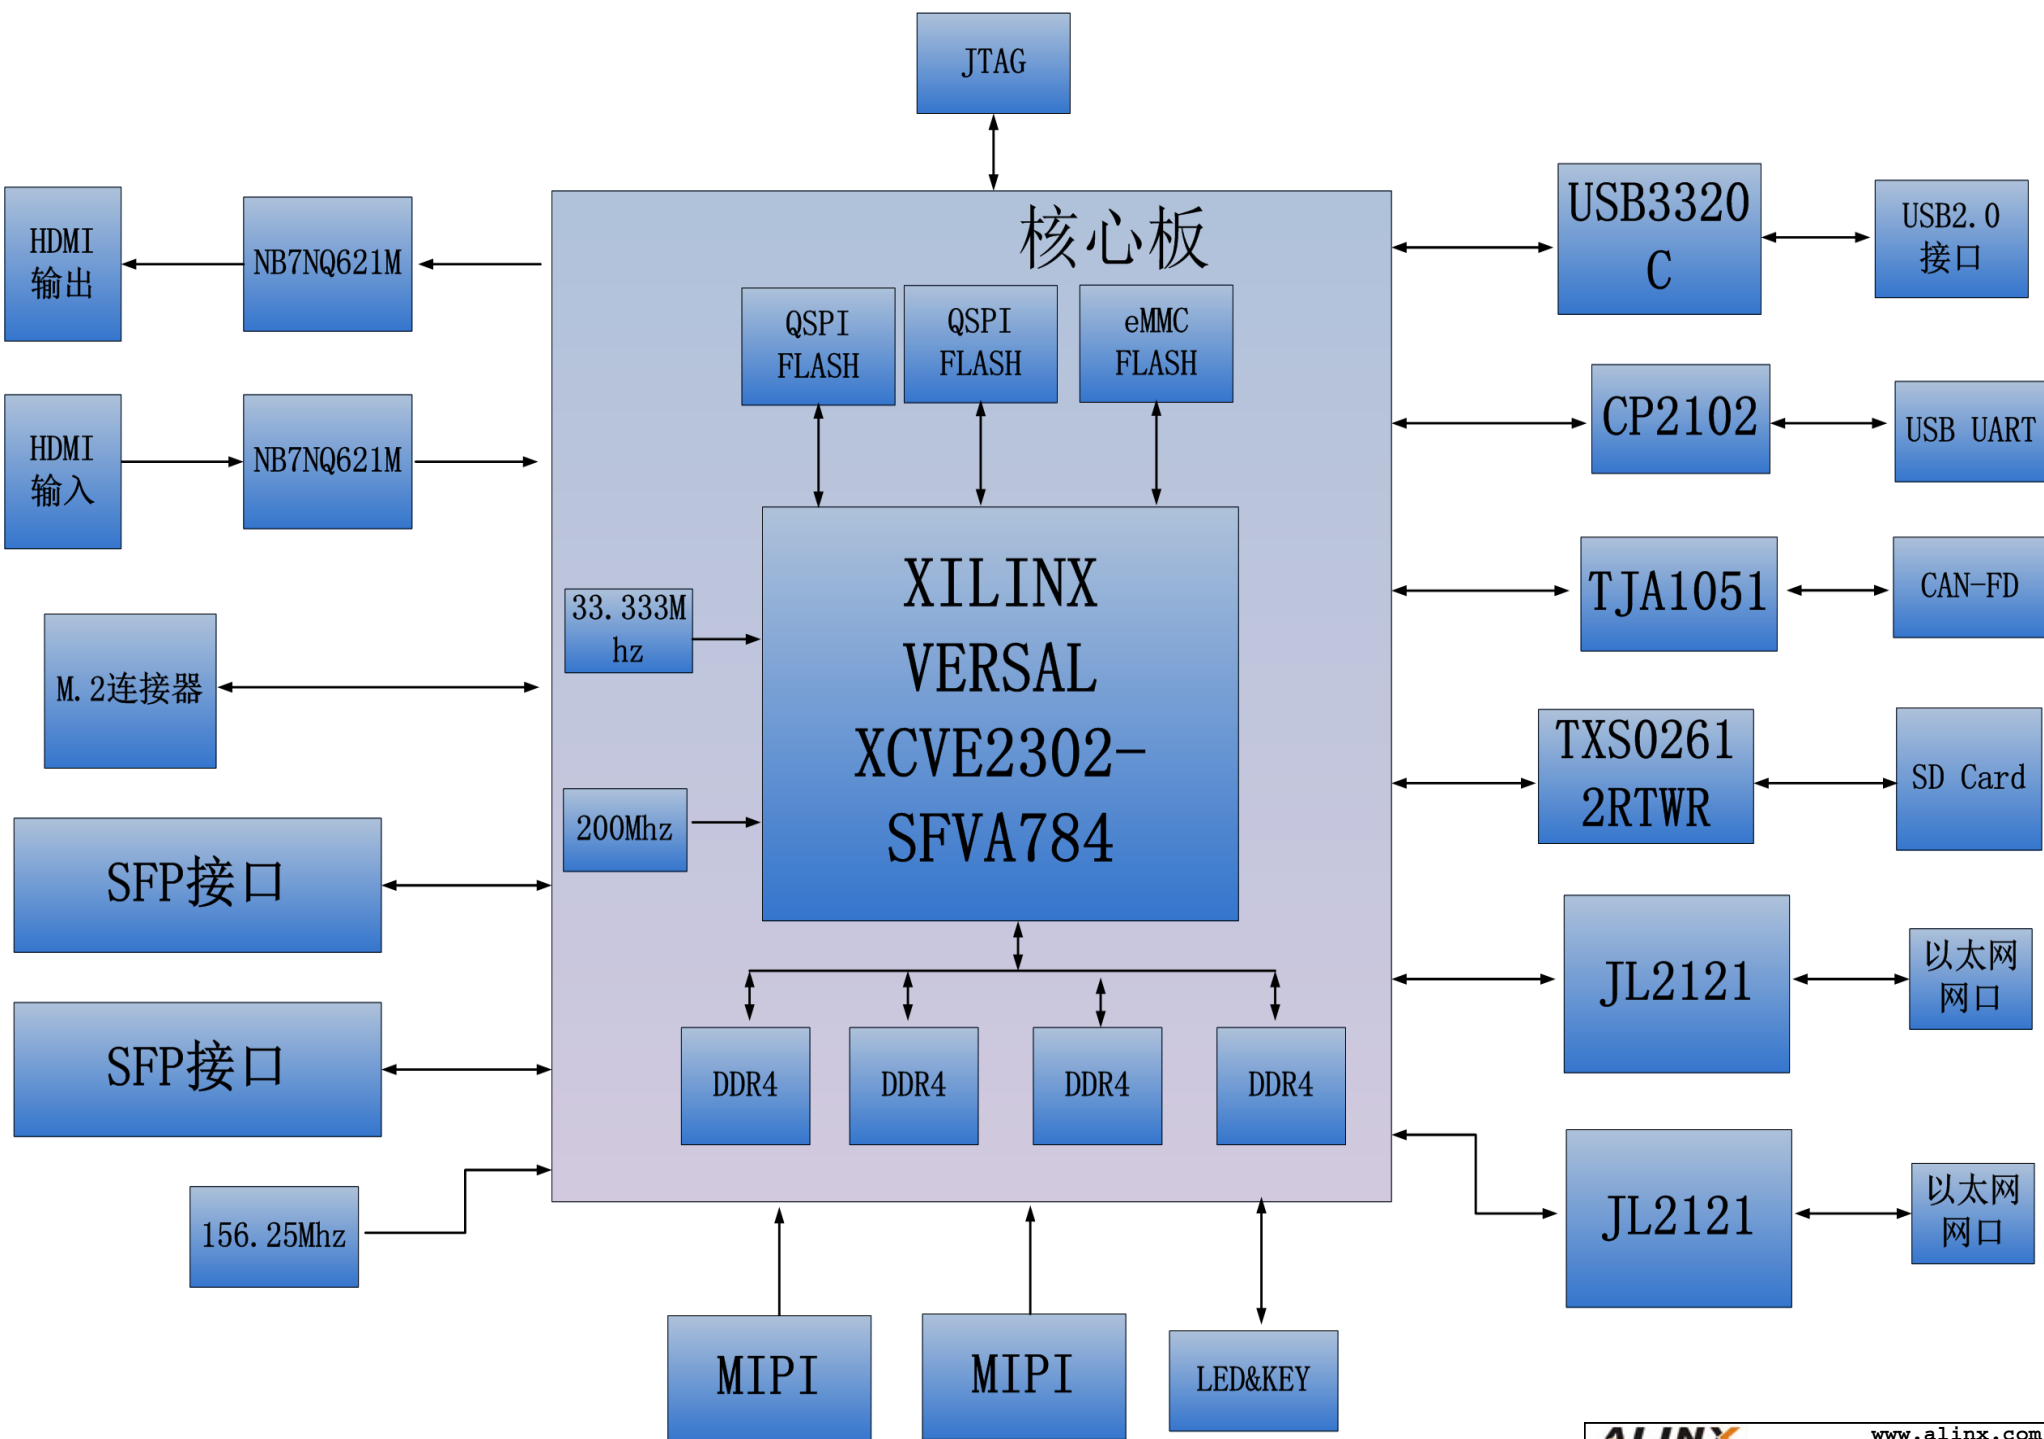 JTAG
HDMI
输出
NB7NQ621M
核心板
USB3320
C
USB2.0
接口
QSPI
FLASH
QSPI
FLASH
eMMC
FLASH
HDMI
输入
NB7NQ621M
CP2102
USB UART
XILINX
VERSAL
XCVE2302-
SFVA784
33.333M
hz
TJA1051
CAN-FD
M.2连接器
200Mhz
TXS0261
2RTWR
SD Card
SFP接口
JL2121
以太网
网口
SFP接口
DDR4
DDR4
DDR4
DDR4
156.25Mhz
JL2121
以太网
网口
MIPI
MIPI
LED&KEY
ALINX
www.alinx.com